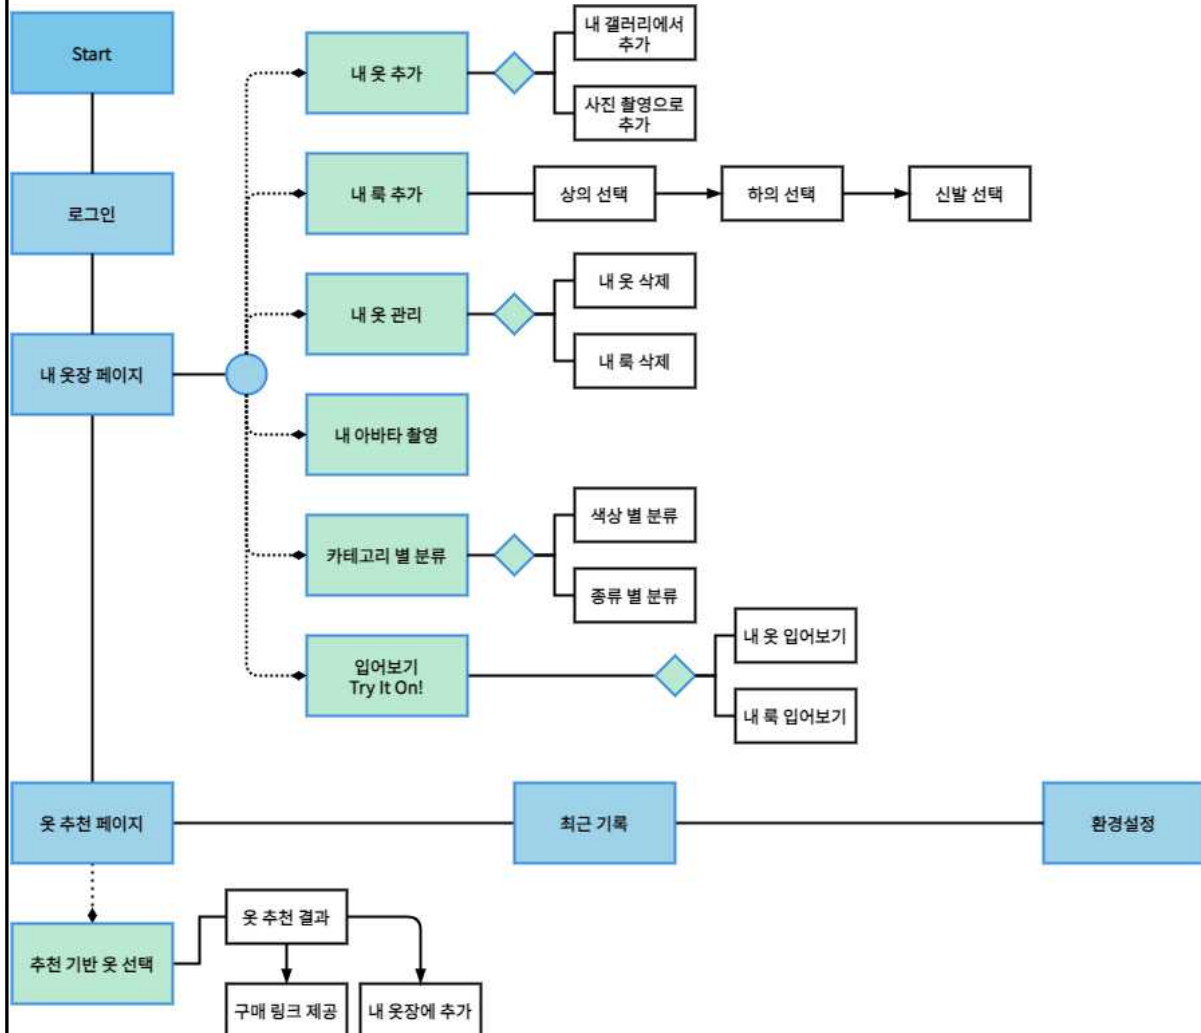 Start
로그인
내 옷장 페이지
내 옷 추가
내 갤러리에서
추가
사진 촬영으로
추가
내 룩 추가
상의 선택
하의 선택
신발 선택
내 옷 관리
내 옷 삭제
내 룩 삭제
내 아바타 촬영
카테고리 별 분류
색상 별 분류
종류 별 분류
입어보기
Try It On!
내 옷 입어보기
내 룩 입어보기
옷 추천 페이지
최근 기록
환경설정
추천 기반 옷 선택
옷 추천 결과
구매 링크 제공
내 옷장에 추가